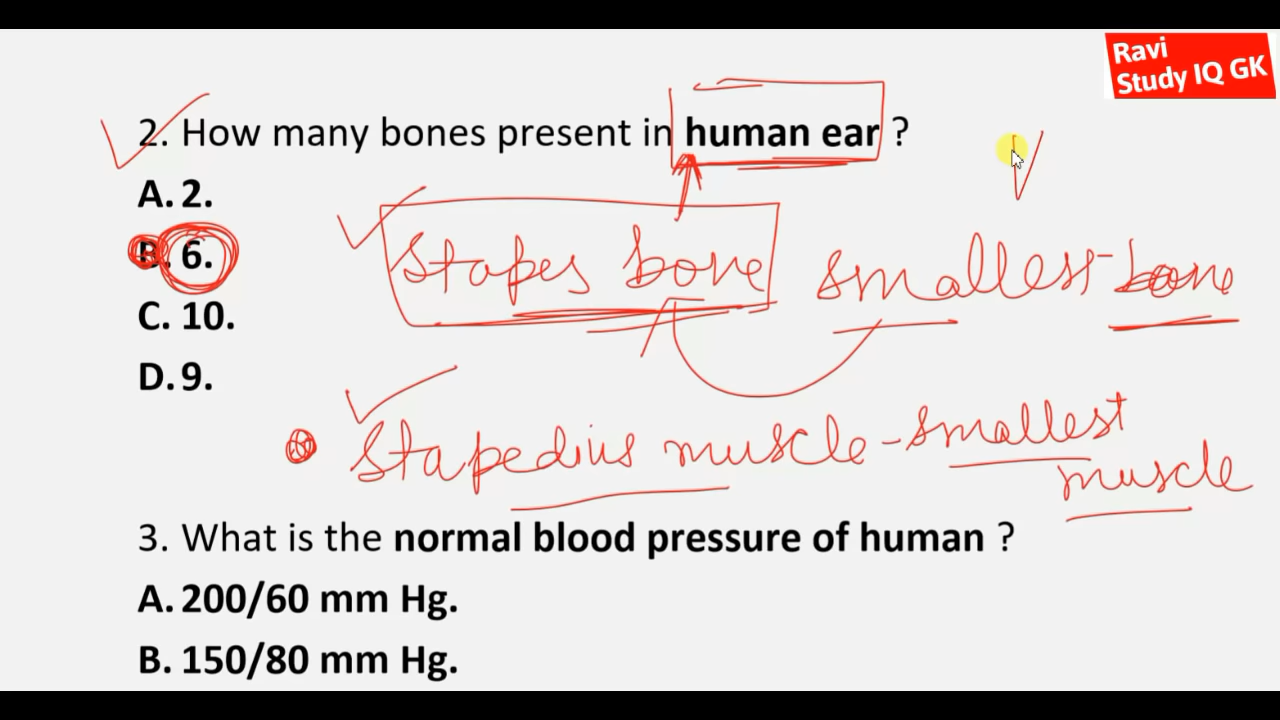 Ravi
Study IQ GK
2. How many bones present in human ear ?
A. 2.
B. 6.
stapes bone smallest bone
C. 10.
D. 9.
stapedius muscle - smallest
muscle
3. What is the normal blood pressure of human ?
A. 200/60 mm Hg.
B. 150/80 mm Hg.